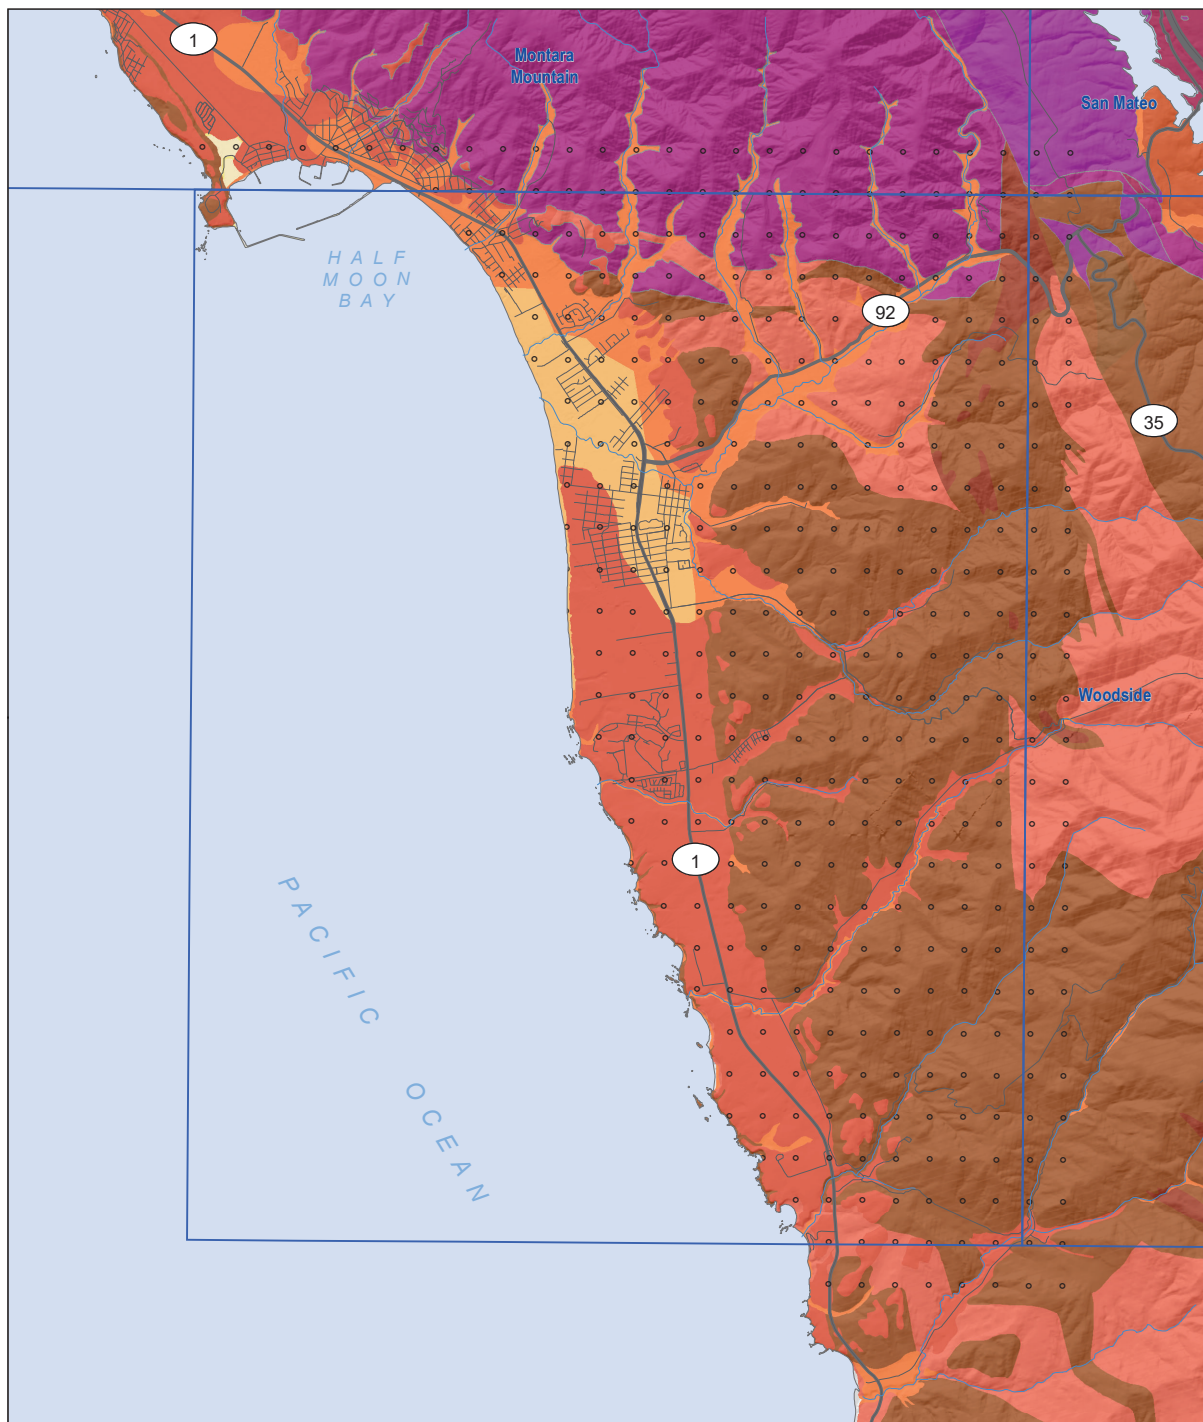 1
Montara
Mountain
San Mateo
HALF
MOON
BAY
92
35
Woodside
1
PACIFIC
OCEAN